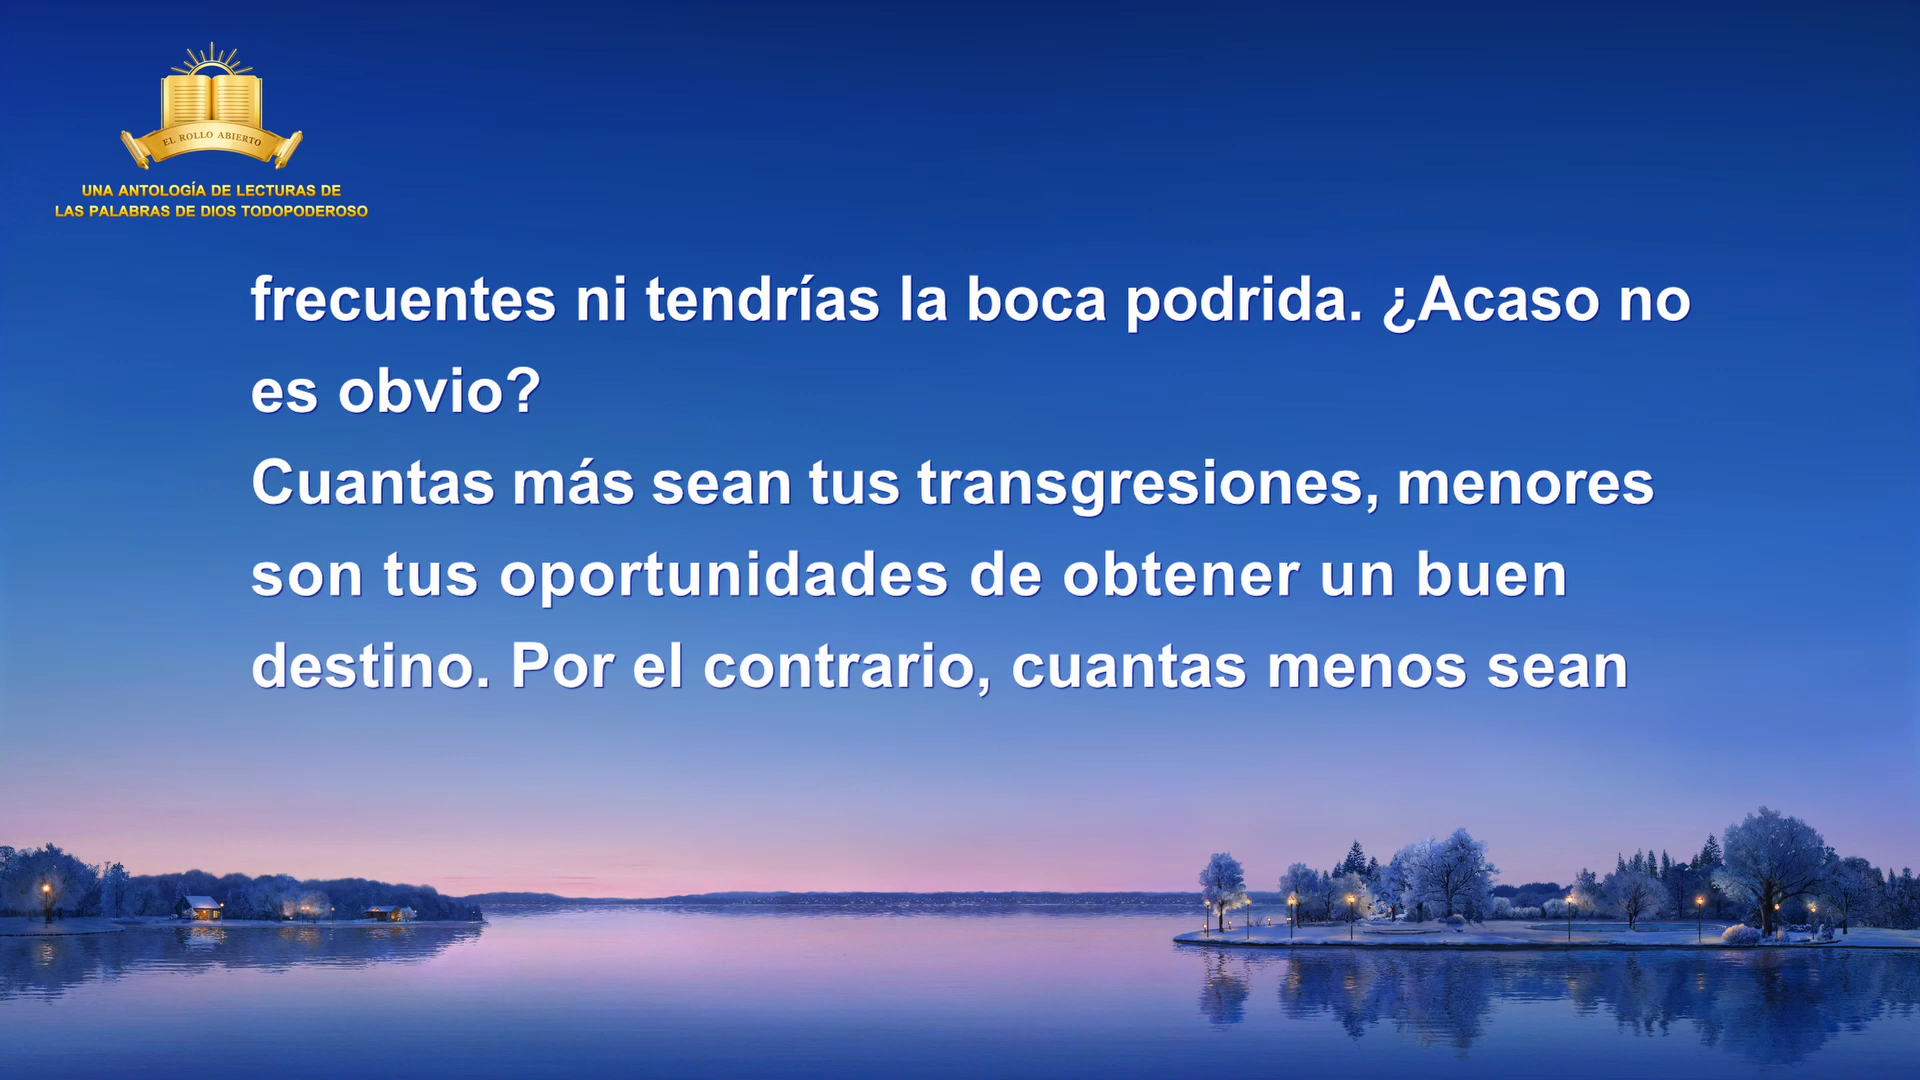 EL ROLLO ABIERTO
UNA ANTOLOGÍA DE LECTURAS DE
LAS PALABRAS DE DIOS TODOPODEROSO
frecuentes ni tendrías la boca podrida. ¿Acaso no
es obvio?
Cuantas más sean tus transgresiones, menores
son tus oportunidades de obtener un buen
destino. Por el contrario, cuantas menos sean